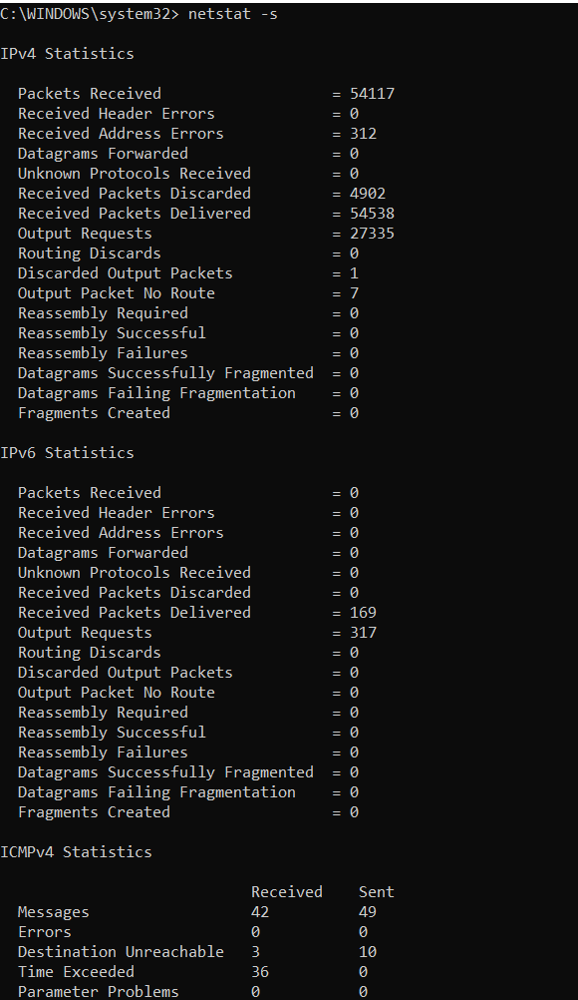 C:\WINDOWS\system32> netstat -s
IPv4 Statistics
Packets Received = 54117
Received Header Errors = 0
Received Address Errors = 312
Datagrams Forwarded = 0
Unknown Protocols Received = 0
Received Packets Discarded = 4902
Received Packets Delivered = 54538
Output Requests = 27335
Routing Discards = 0
Discarded Output Packets = 1
Output Packet No Route = 7
Reassembly Required = 0
Reassembly Successful = 0
Reassembly Failures = 0
Datagrams Successfully Fragmented = 0
Datagrams Failing Fragmentation = 0
Fragments Created = 0
IPv6 Statistics
Packets Received = 0
Received Header Errors = 0
Received Address Errors = 0
Datagrams Forwarded = 0
Unknown Protocols Received = 0
Received Packets Discarded = 0
Received Packets Delivered = 169
Output Requests = 317
Routing Discards = 0
Discarded Output Packets = 0
Output Packet No Route = 0
Reassembly Required = 0
Reassembly Successful = 0
Reassembly Failures = 0
Datagrams Successfully Fragmented = 0
Datagrams Failing Fragmentation = 0
Fragments Created = 0
ICMPv4 Statistics
Received Sent
Messages 42 49
Errors 0 0
Destination Unreachable 3 10
Time Exceeded 36 0
Parameter Problems 0 0